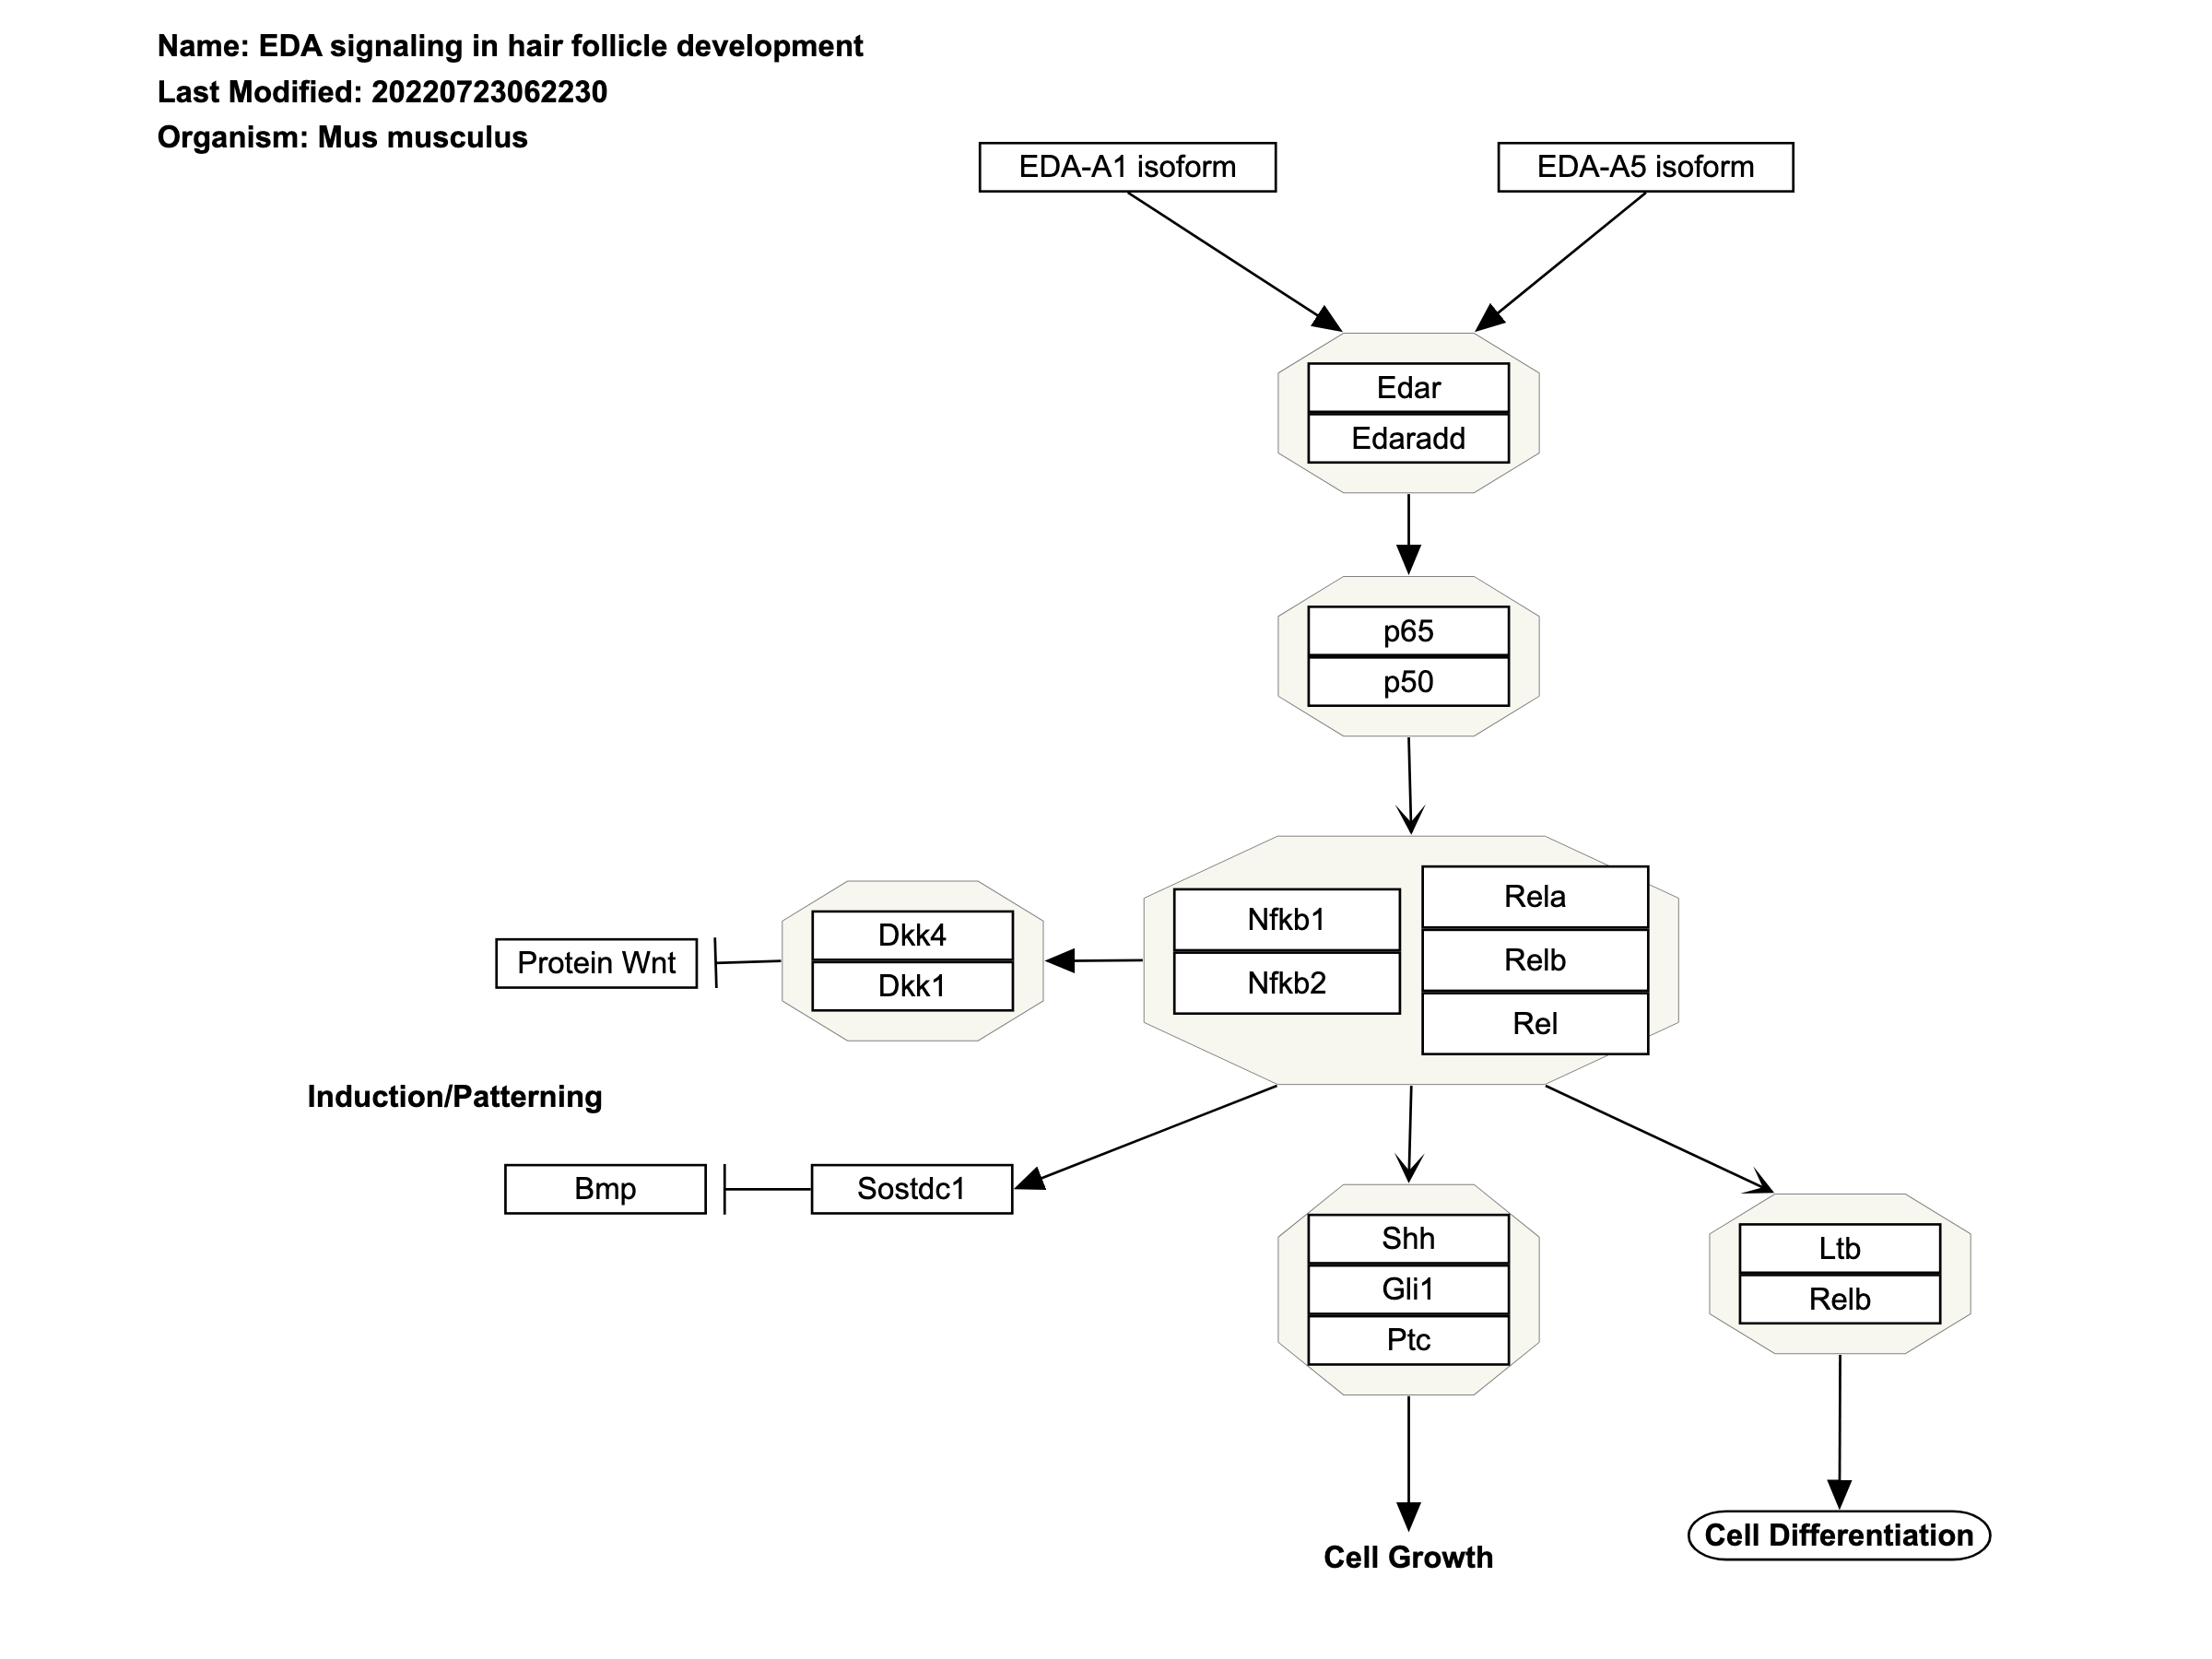 Name: EDA signaling in hair follicle development
Last Modified: 20220723062230
Organism: Mus musculus
EDA-A1 isoform
EDA-A5 isoform
Edar
Edaradd
p65
p50
Nfkb1
Nfkb2
Rela
Relb
Rel
Dkk4
Dkk1
Protein Wnt
Induction/Patterning
Bmp
Sostdc1
Shh
Gli1
Ptc
Ltb
Relb
Cell Growth
Cell Differentiation